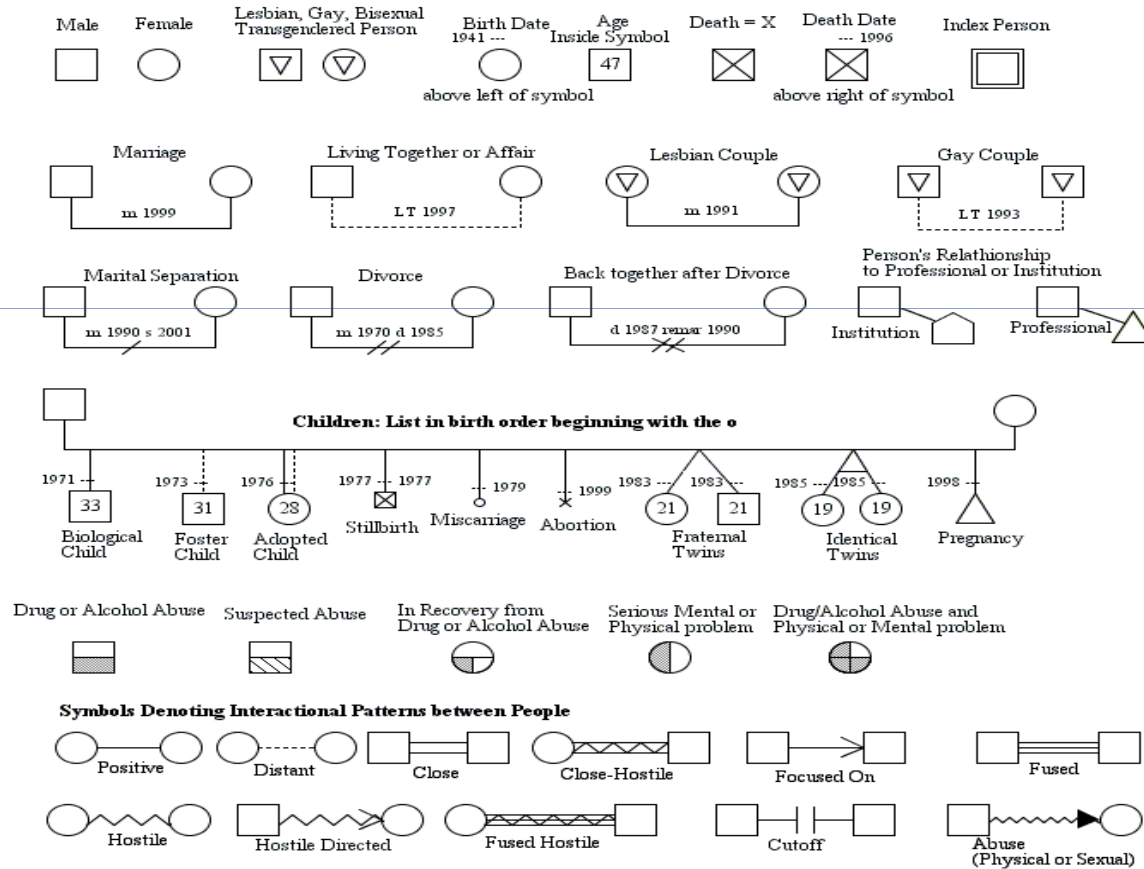 Male
Female
Lesbian, Gay, Bisexual
Transgendered Person
Birth Date
1941 ---
above left of symbol
Age
Inside Symbol
47
Death = X
Death Date
--- 1996
above right of symbol
Index Person
Marriage
m 1999
Living Together or Affair
LT 1997
Lesbian Couple
m 1991
Gay Couple
LT 1993
Marital Separation
m 1990 s 2001
Divorce
m 1970 d 1985
Back together after Divorce
d 1987 remar 1990
Person's Relathionship
to Professional or Institution
Institution
Professional
Children: List in birth order beginning with the o
1971 ---
33
Biological
Child
1973 ---
31
Foster
Child
1976 ---
28
Adopted
Child
1977 --- --- 1977
Stillbirth
--- 1979
Miscarriage
--- 1999
Abortion
1983 ---
21
1983 ---
21
Fraternal
Twins
1985 ---
19
1985 ---
19
Identical
Twins
1998 ---
Pregnancy
Drug or Alcohol Abuse
Suspected Abuse
In Recovery from
Drug or Alcohol Abuse
Serious Mental or
Physical problem
Drug/Alcohol Abuse and
Physical or Mental problem
Symbols Denoting Interactional Patterns between People
Positive
Distant
Close
Close-Hostile
Focused On
Fused
Hostile
Hostile Directed
Fused Hostile
Cutoff
Abuse
(Physical or Sexual)